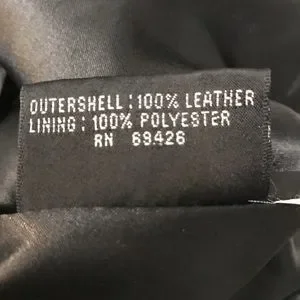 OUTERSHELL: 100% LEATHER
LINING: 100% POLYESTER
RN 69426